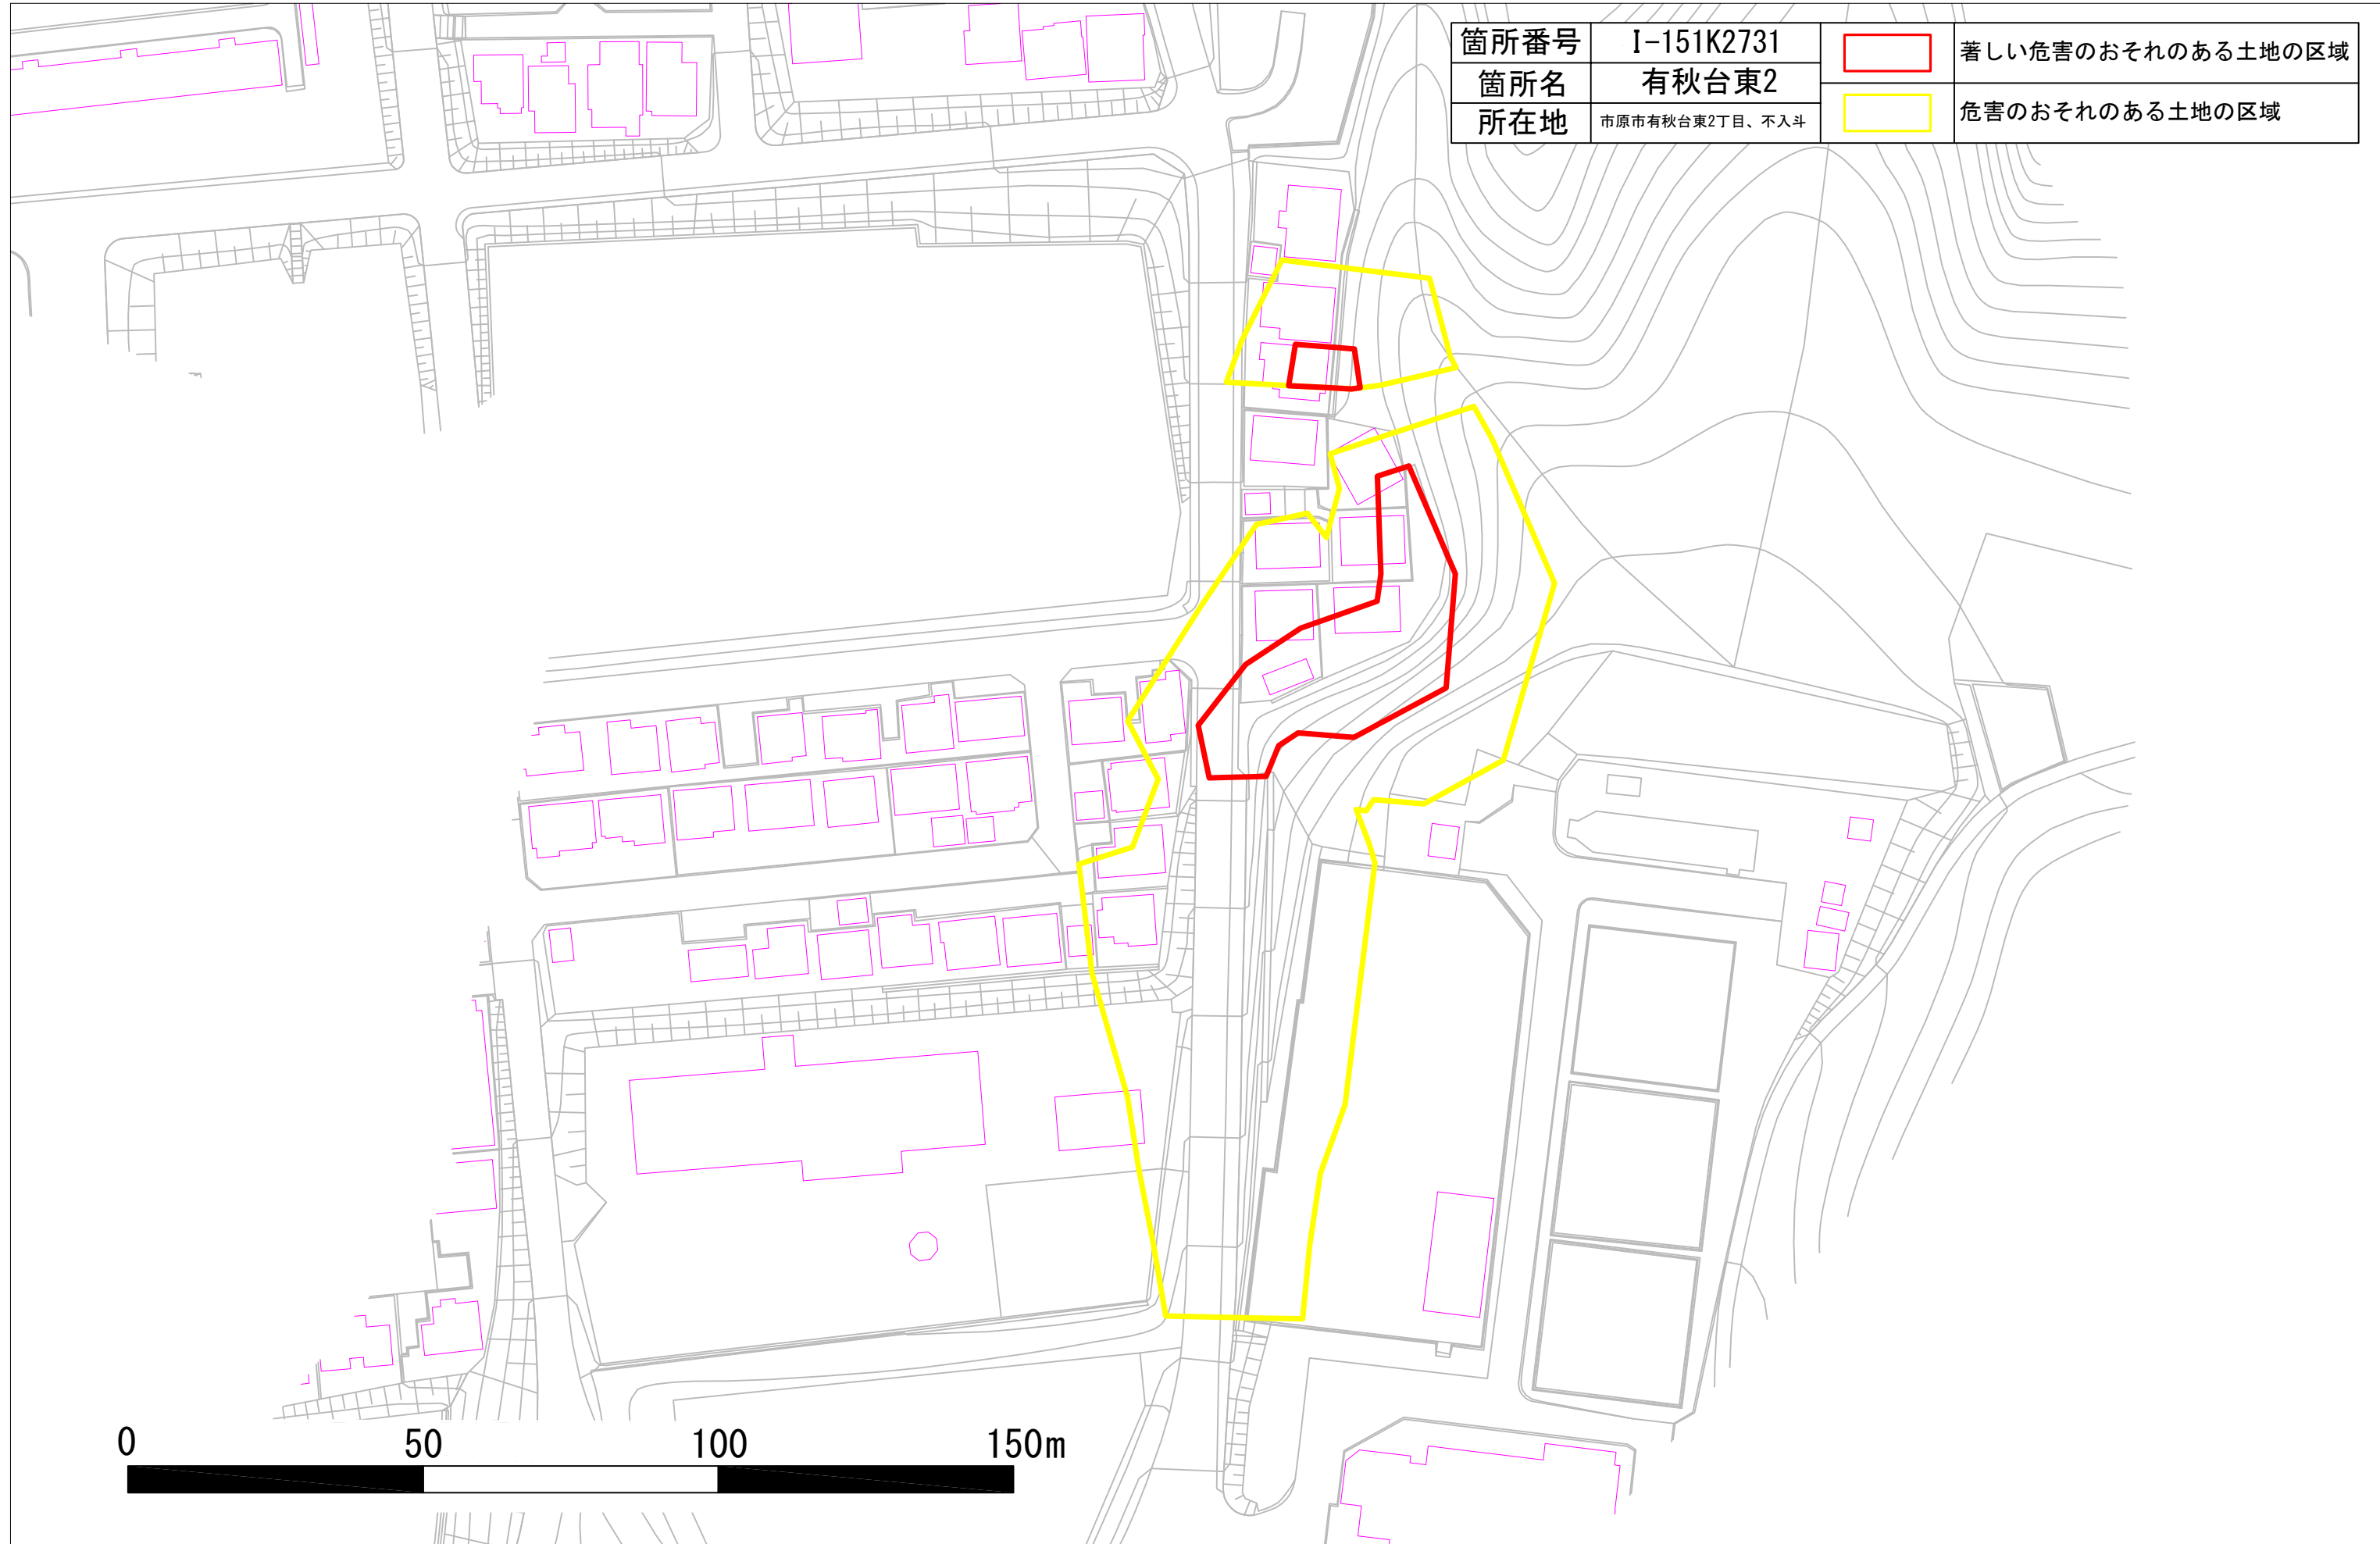 箇所番号 I-151K2731
箇所名 有秋台東2
所在地 市原市有秋台東2丁目、不入斗
著しい危害のおそれのある土地の区域
危害のおそれのある土地の区域
0 50 100 150m